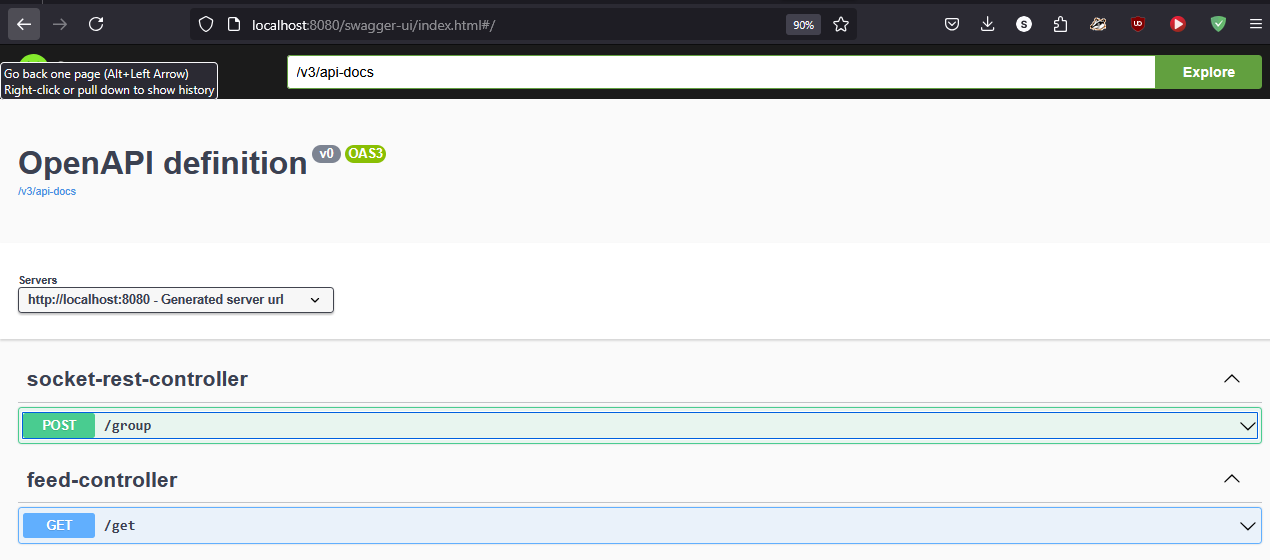 localhost:8080/swagger-ui/index.html#/
90%
S
UD
Go back one page (Alt+Left Arrow)
Right-click or pull down to show history
/v3/api-docs
Explore
OpenAPI definition v0 OAS3
/v3/api-docs
Servers
http://localhost:8080 - Generated server url
socket-rest-controller
POST /group
feed-controller
GET /get